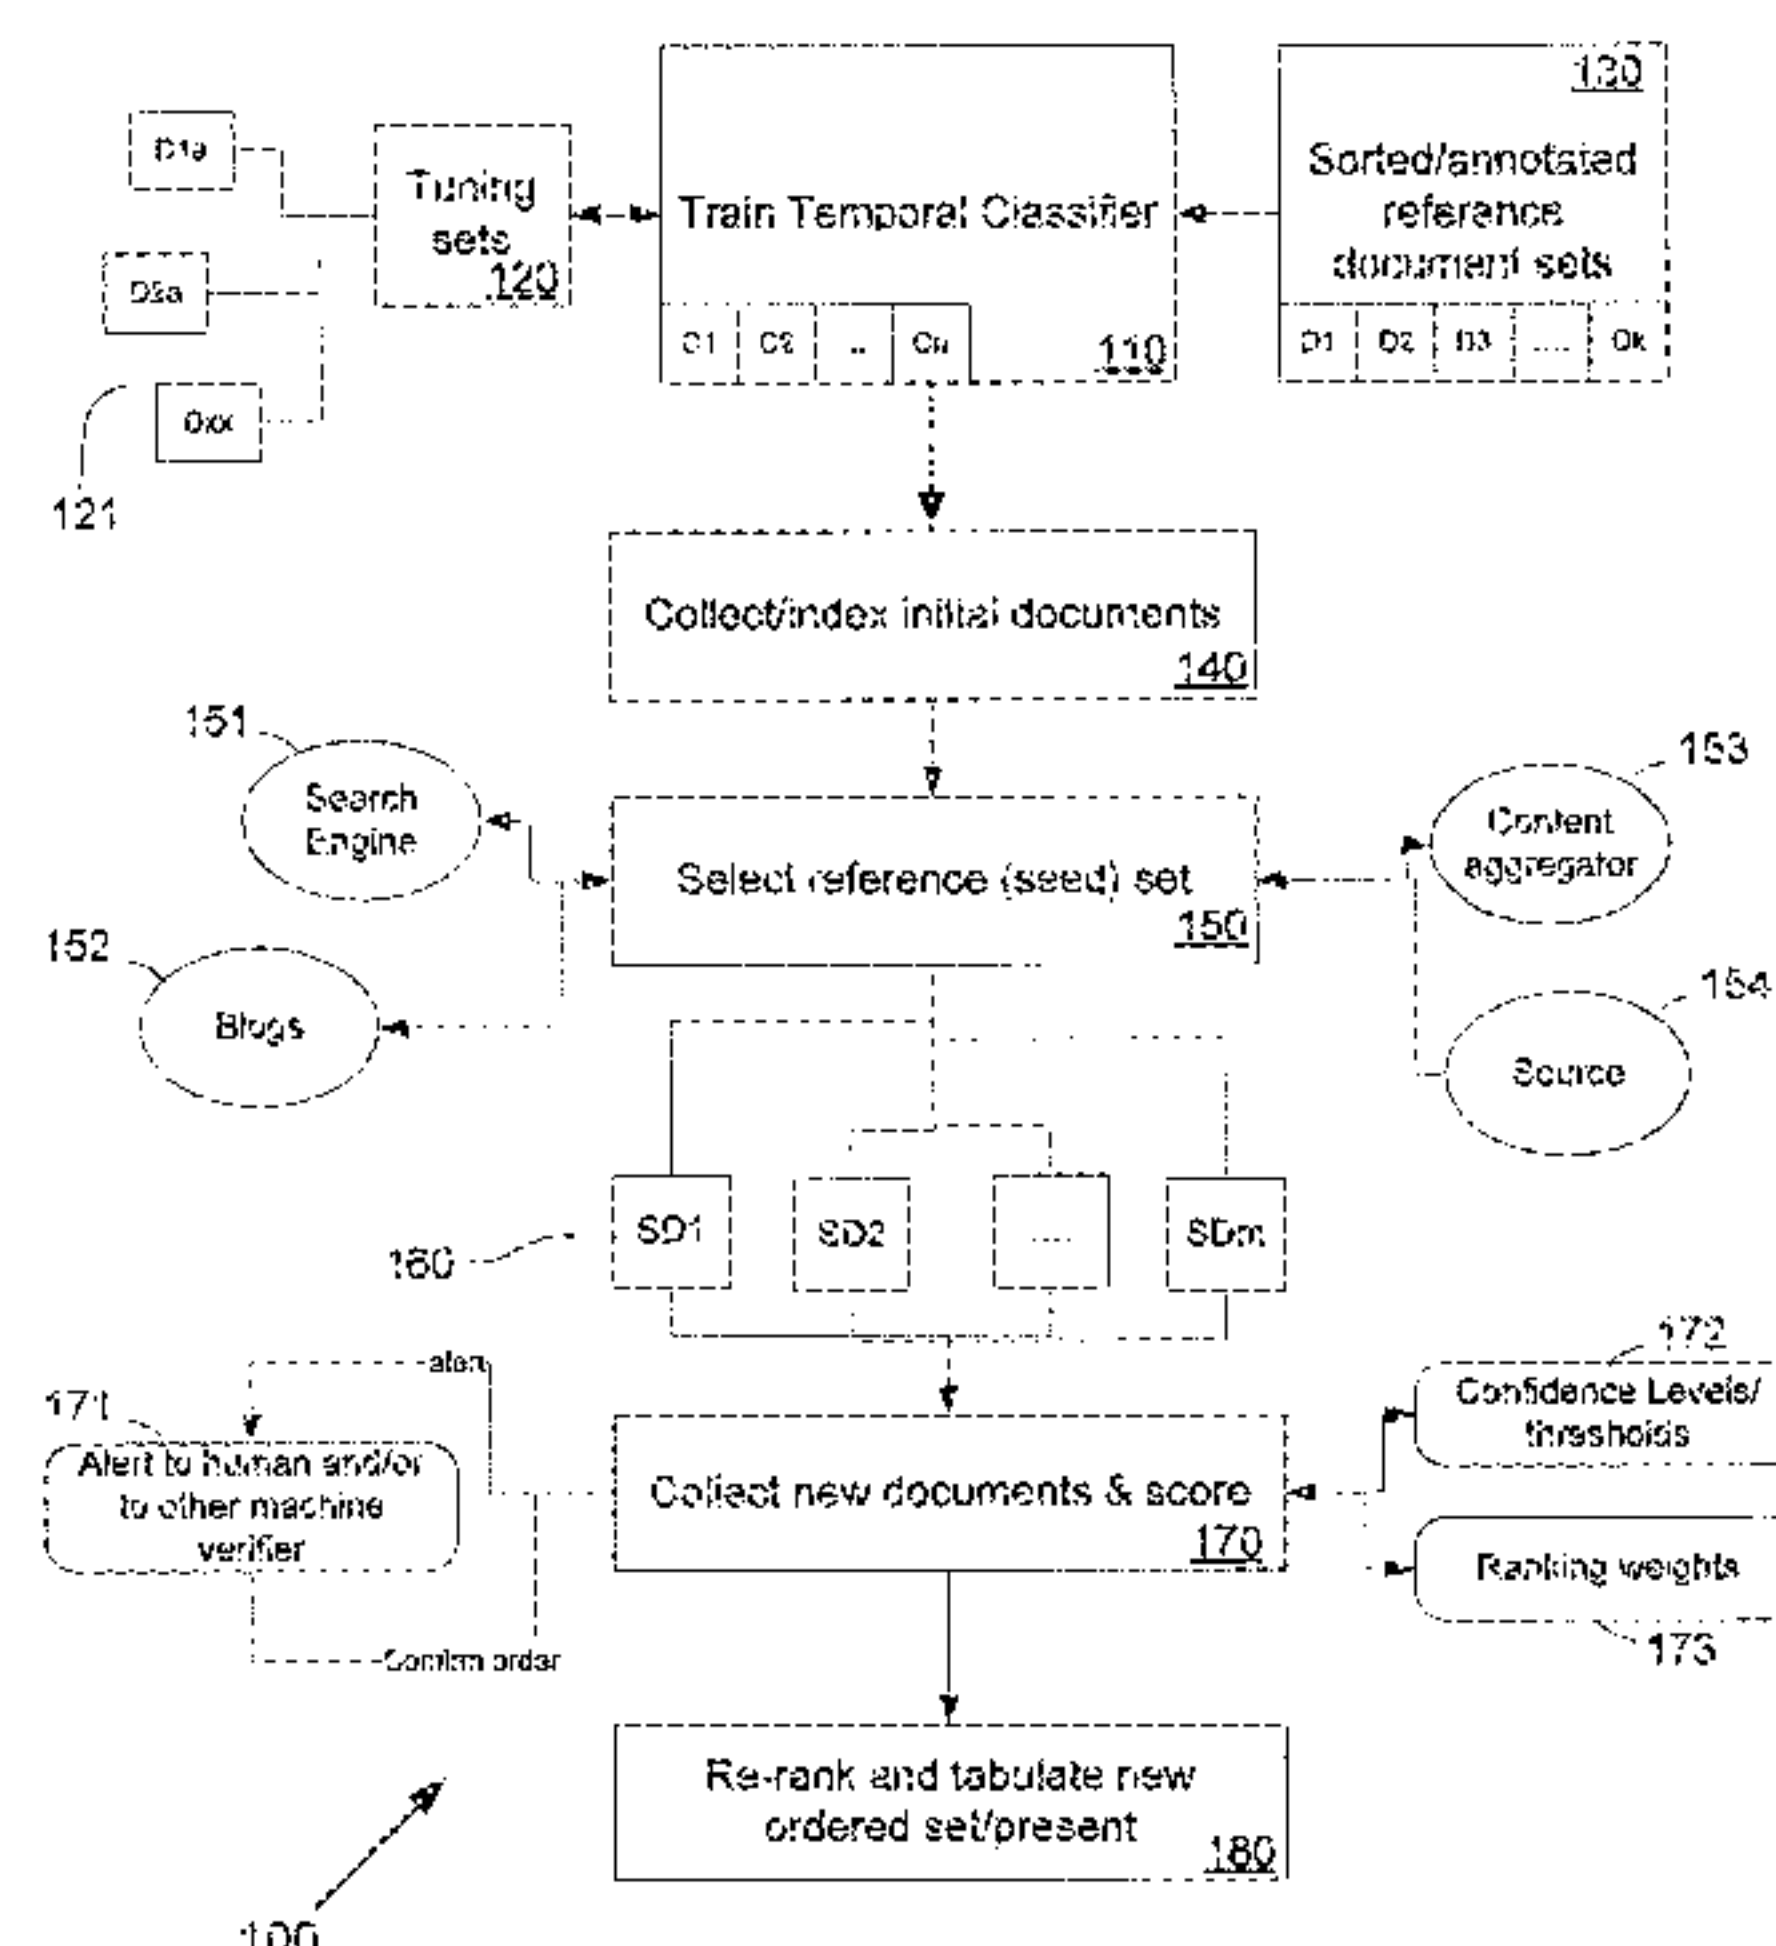 130
D1a
Tuning
sets
120
D2a
Dxx
121
Train Temporal Classifier
C1 C2 .. Cn
110
Sorted/annotated
reference
document sets
D1 D2 D3 ..... Dk
Collect/index initial documents
140
151
Search
Engine
152
Blogs
Select reference (seed) set
150
153
Content
aggregator
154
Source
160
SD1 SD2 .... SDm
alert
171
Alert to human and/or
to other machine
verifier
Confirm order
Collect new documents & score
170
172
Confidence Levels/
thresholds
Ranking weights
173
Re-rank and tabulate new
ordered set/present
180
100